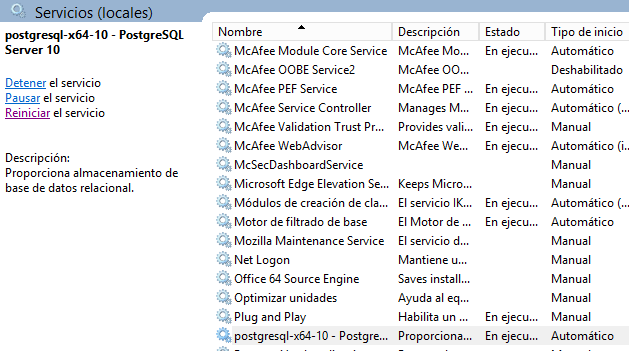 Servicios (locales)
postgresql-x64-10 - PostgreSQL
Server 10
Detener el servicio
Pausar el servicio
Reiniciar el servicio
Descripción:
Proporciona almacenamiento de
base de datos relacional.
Nombre Descripción Estado Tipo de inicio
McAfee Module Core Service McAfee Mo... En ejecu... Automático
McAfee OOBE Service2 McAfee OO... Deshabilitado
McAfee PEF Service McAfee PEF ... En ejecu... Automático
McAfee Service Controller Manages M... En ejecu... Automático (...
McAfee Validation Trust Pr... Provides vali... En ejecu... Manual
McAfee WebAdvisor McAfee We... En ejecu... Automático (i...
McSecDashboardService Manual
Microsoft Edge Elevation Se... Keeps Micro... Manual
Módulos de creación de cla... El servicio IK... En ejecu... Automático (...
Motor de filtrado de base El Motor de ... En ejecu... Automático
Mozilla Maintenance Service El servicio d... Manual
Net Logon Mantiene u... Manual
Office 64 Source Engine Saves install... Manual
Optimizar unidades Ayuda al eq... Manual
Plug and Play Habilita un ... En ejecu... Manual
postgresql-x64-10 - Postgre... Proporciona... En ejecu... Automático